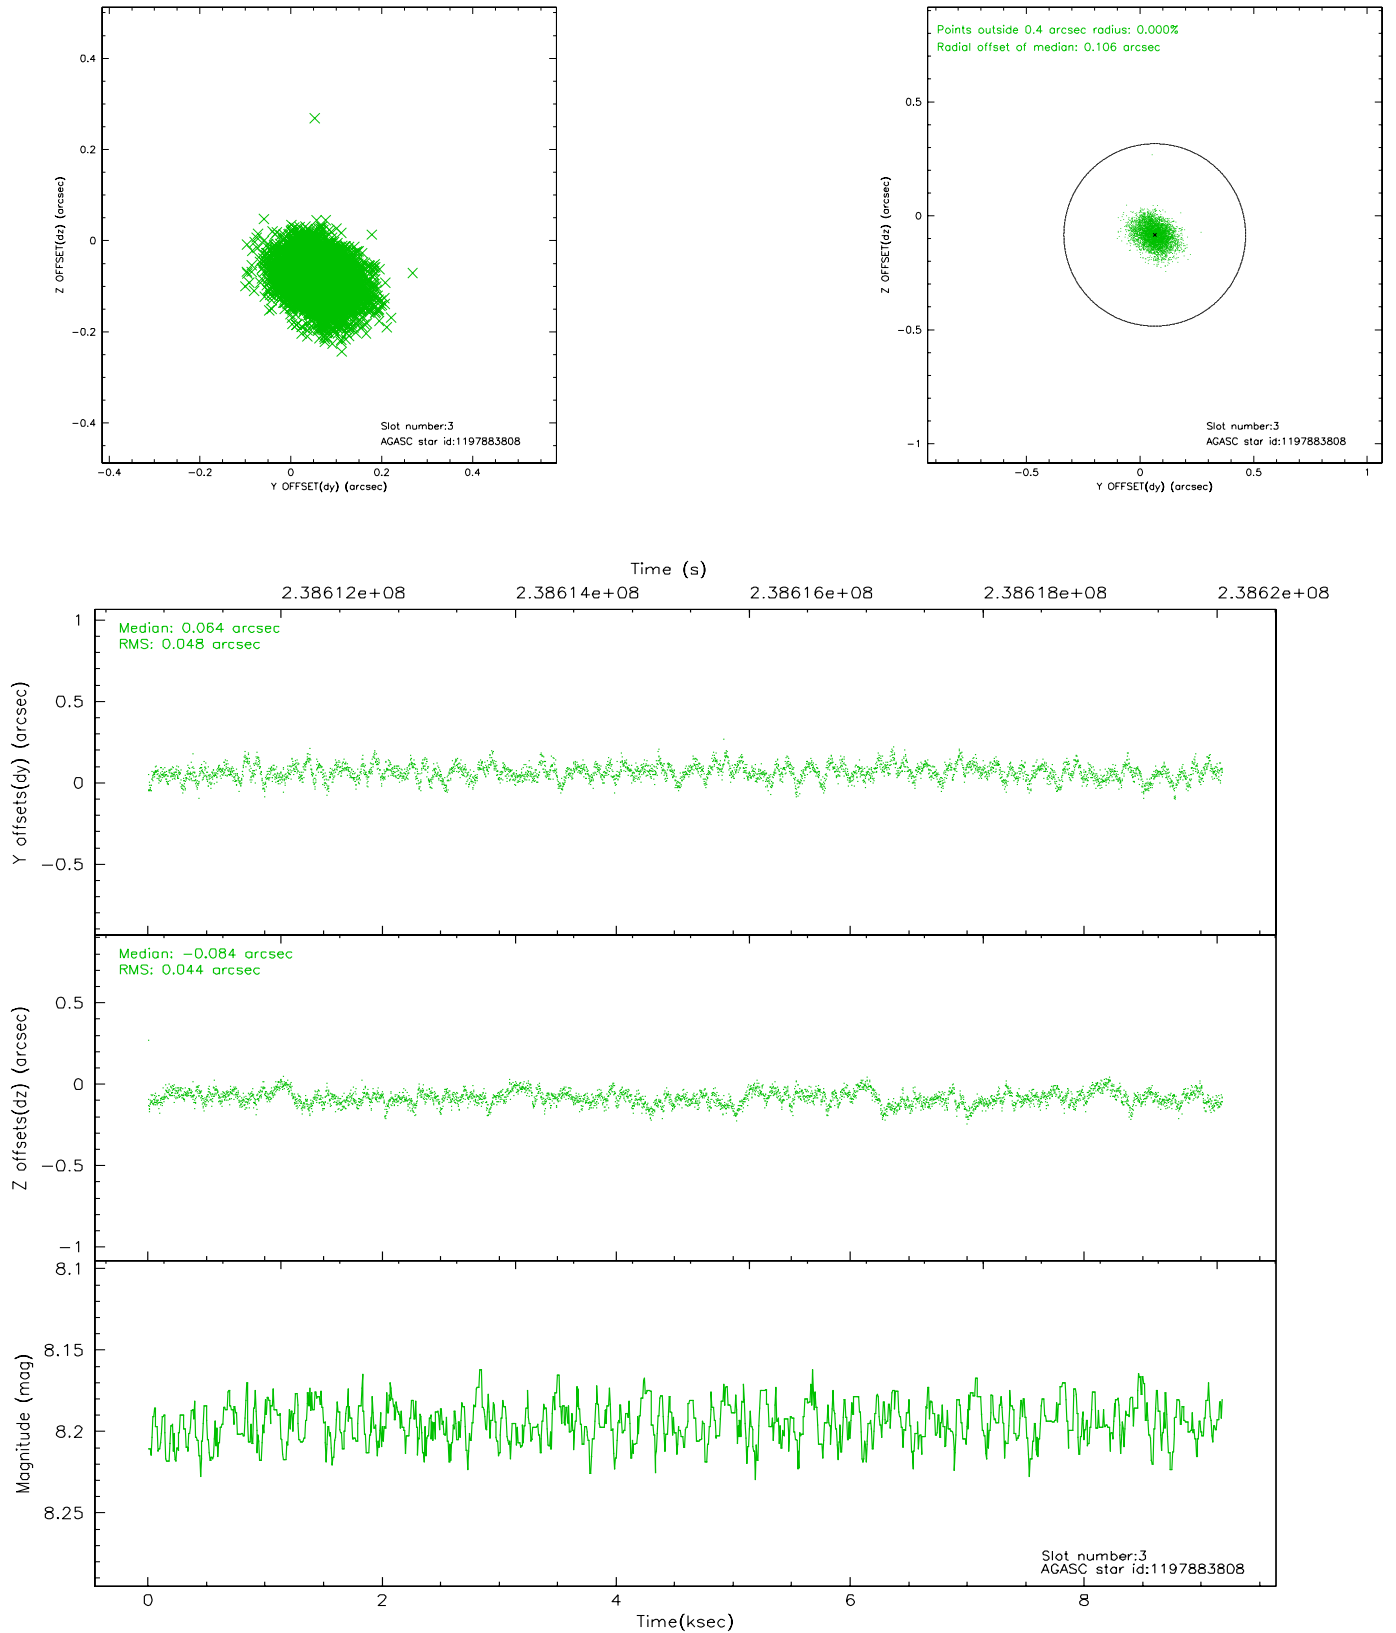 0.4
0.2
0
−0.2
−0.4
Z OFFSET(dz) (arcsec)
Slot number:3
AGASC star id:1197883808
−0.4 −0.2 0 0.2 0.4
Y OFFSET(dy) (arcsec)
Points outside 0.4 arcsec radius: 0.000%
Radial offset of median: 0.106 arcsec
0.5
0
−0.5
−1
Z OFFSET(dz) (arcsec)
Slot number:3
AGASC star id:1197883808
−0.5 0 0.5 1
Y OFFSET(dy) (arcsec)
Time (s)
2.38612e+08 2.38614e+08 2.38616e+08 2.38618e+08 2.3862e+08
Median: 0.064 arcsec
RMS: 0.048 arcsec
1
0.5
0
−0.5
Y offsets(dy) (arcsec)
Median: −0.084 arcsec
RMS: 0.044 arcsec
0.5
0
−0.5
−1
Z offsets(dz) (arcsec)
8.1
8.15
8.2
8.25
Magnitude (mag)
Slot number:3
AGASC star id:1197883808
0 2 4 6 8
Time(ksec)